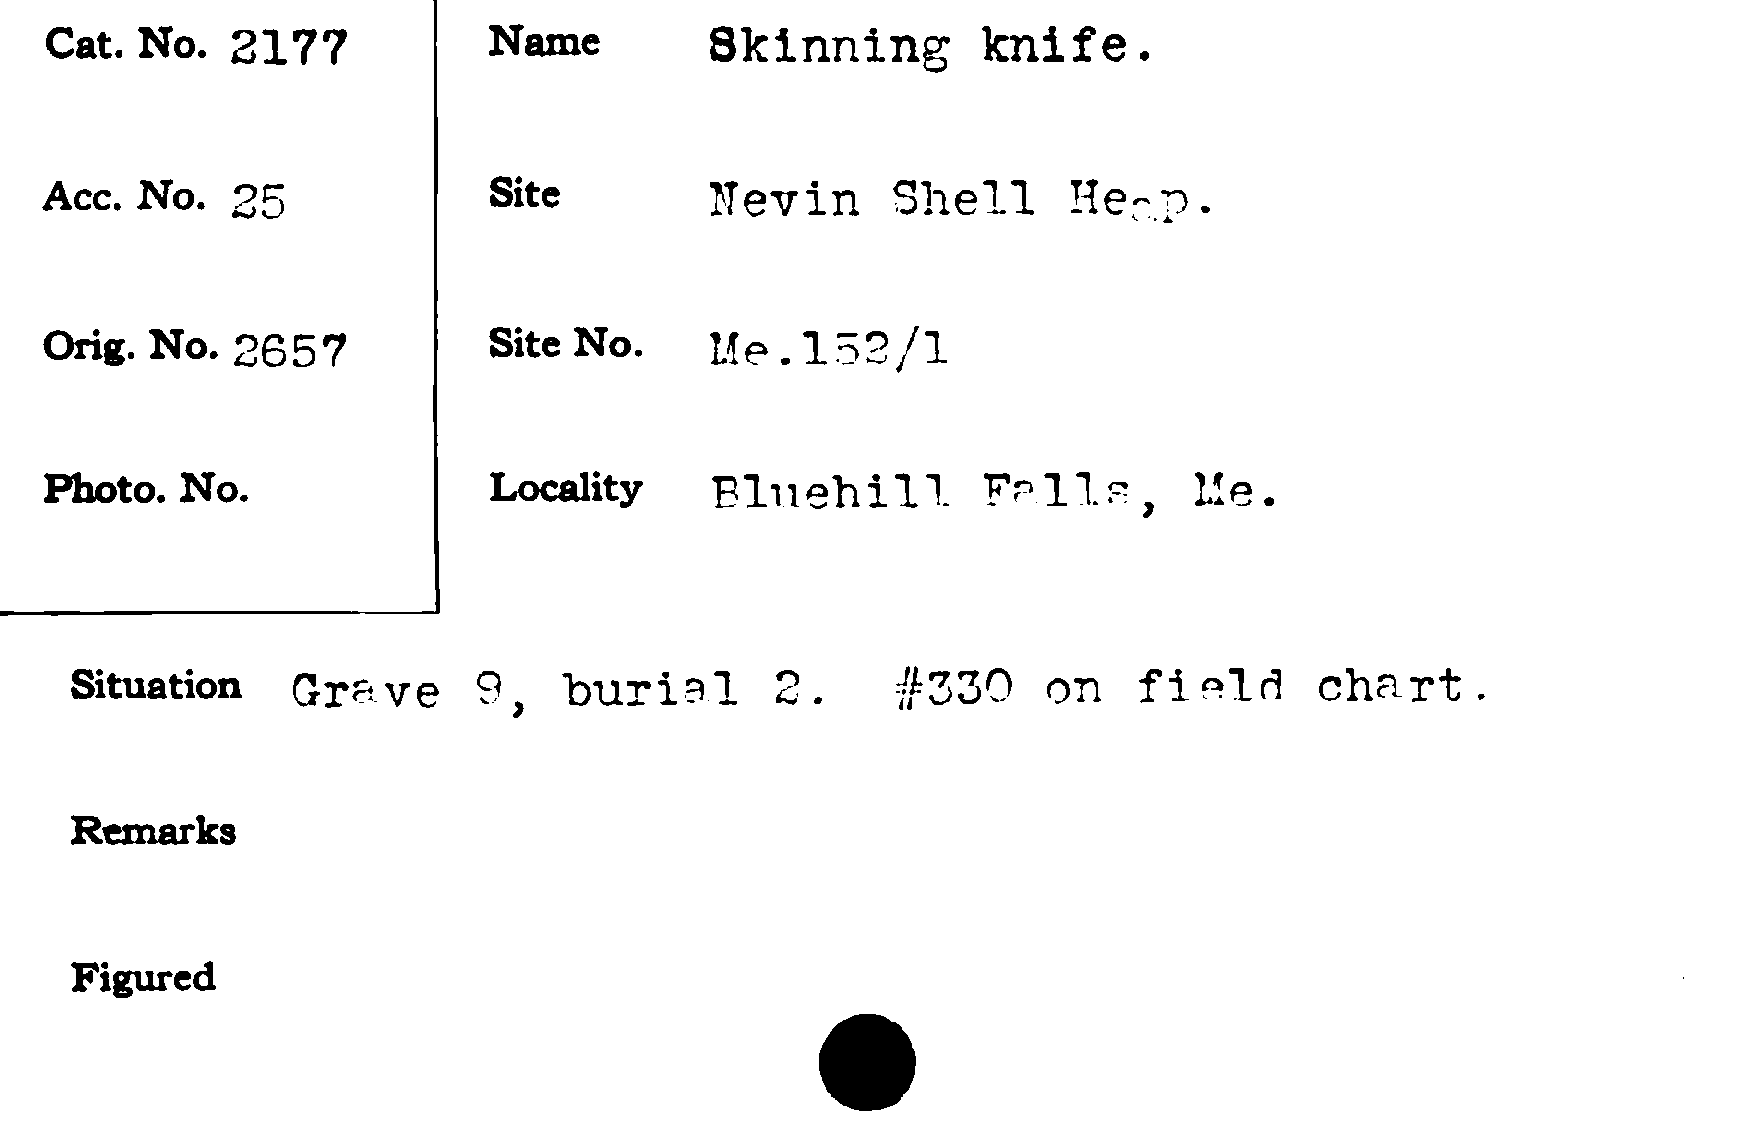 Cat. No. 2177 Name Skinning knife.
Acc. No. 25 Site Nevin Shell Heap.
Orig. No. 2657 Site No. Me.152/1
Photo. No. Locality Bluehill Falls, Me.
Situation Grave 9, burial 2. #330 on field chart.
Remarks
Figured